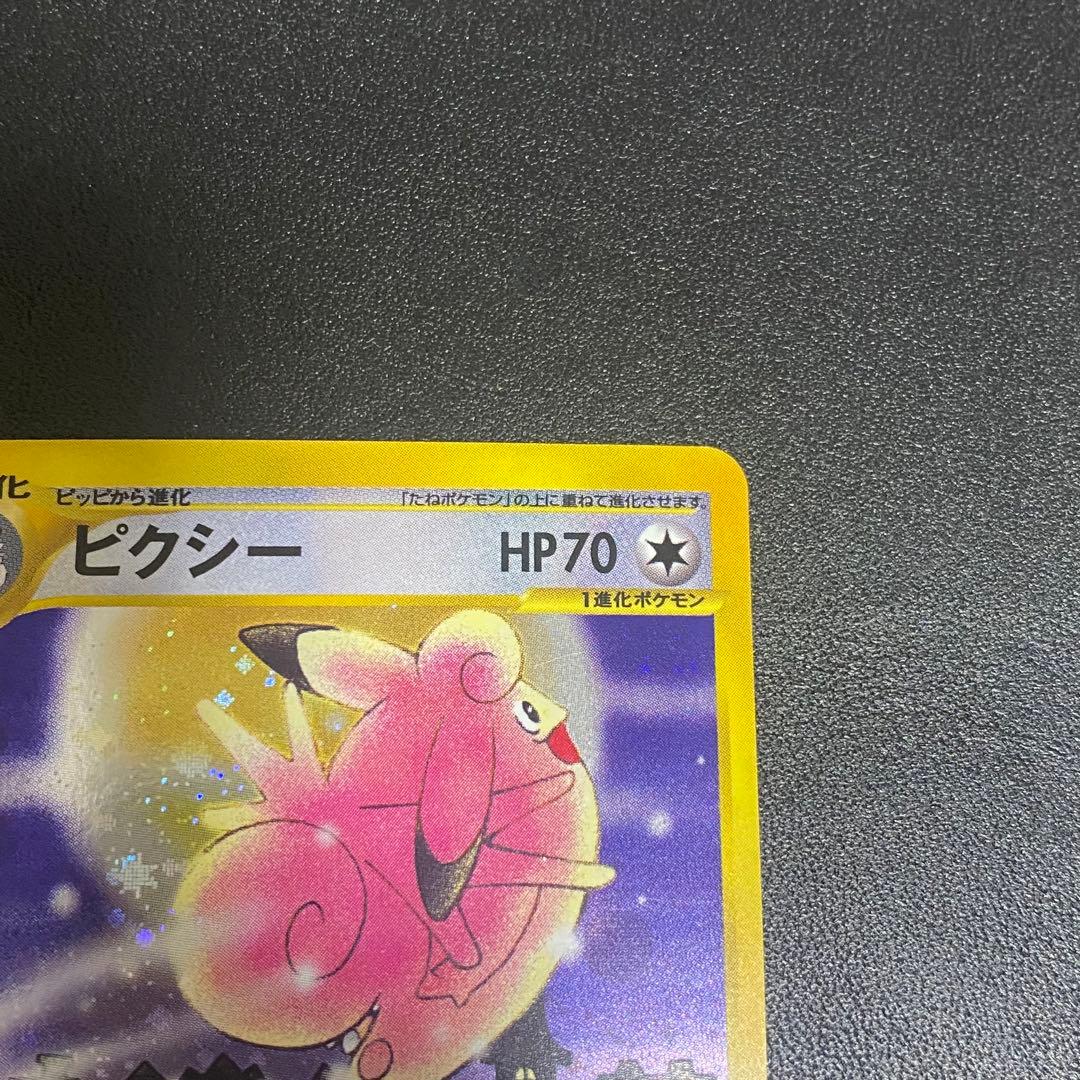 化
ピッピから進化
「たねポケモン」の上に重ねて進化させます。
ピクシー
HP70
1進化ポケモン